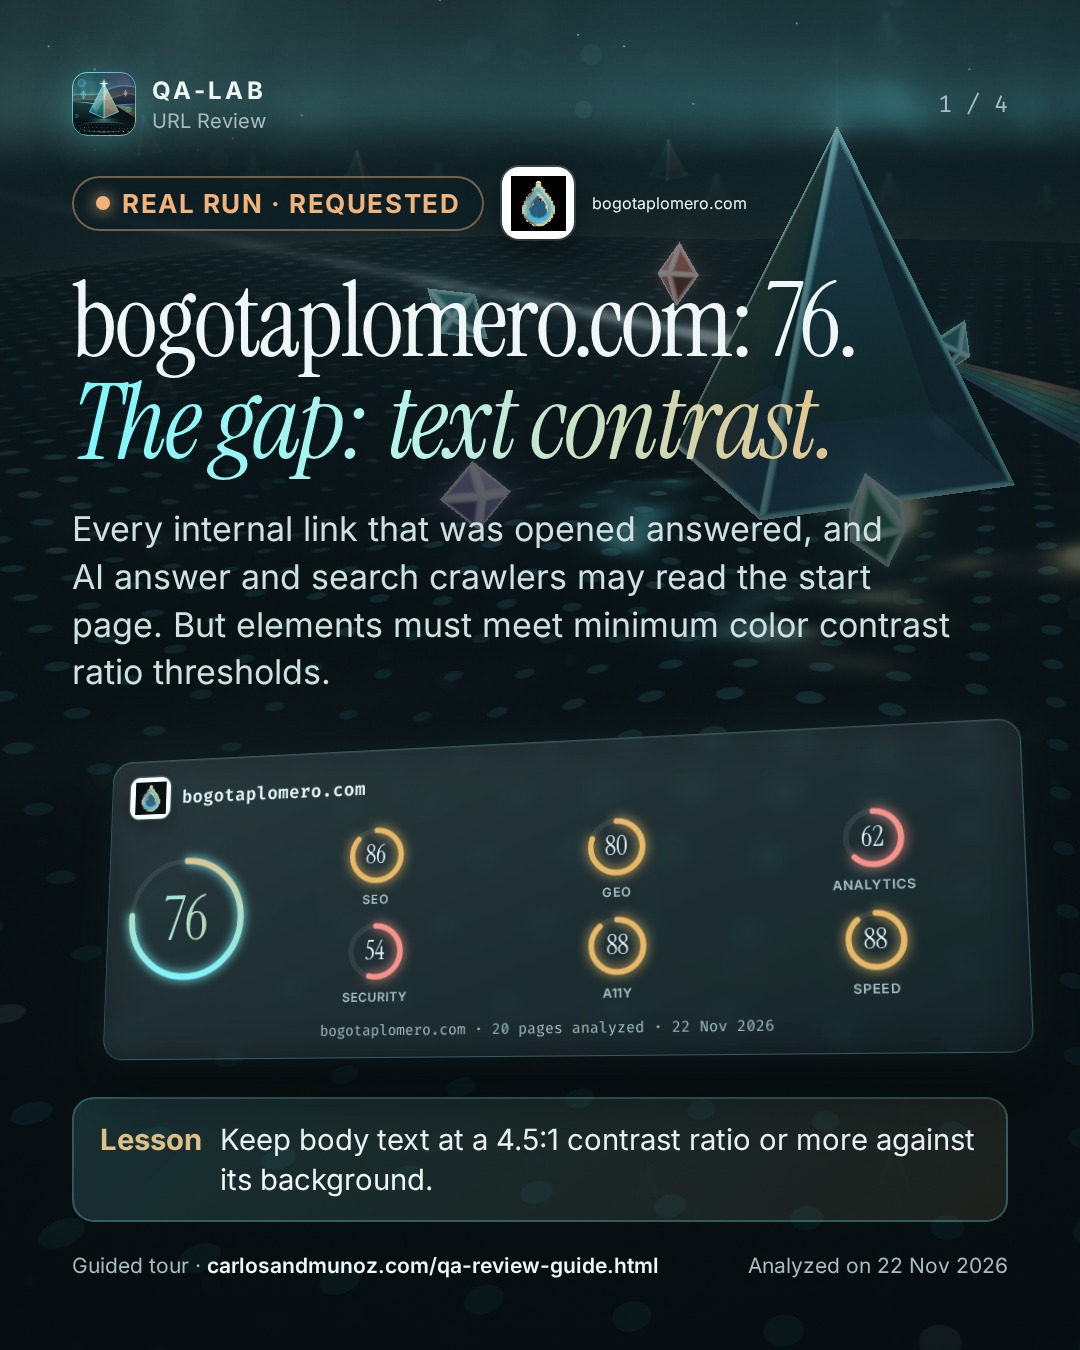 QA-LAB
URL Review
1 / 4
REAL RUN · REQUESTED
bogotaplomero.com
bogotaplomero.com: 76.
The gap: text contrast.
Every internal link that was opened answered, and
AI answer and search crawlers may read the start
page. But elements must meet minimum color contrast
ratio thresholds.
bogotaplomero.com
76
86
SEO
80
GEO
62
ANALYTICS
54
SECURITY
88
A11Y
88
SPEED
bogotaplomero.com · 20 pages analyzed · 22 Nov 2026
Lesson Keep body text at a 4.5:1 contrast ratio or more against
its background.
Guided tour · carlosandmunoz.com/qa-review-guide.html
Analyzed on 22 Nov 2026